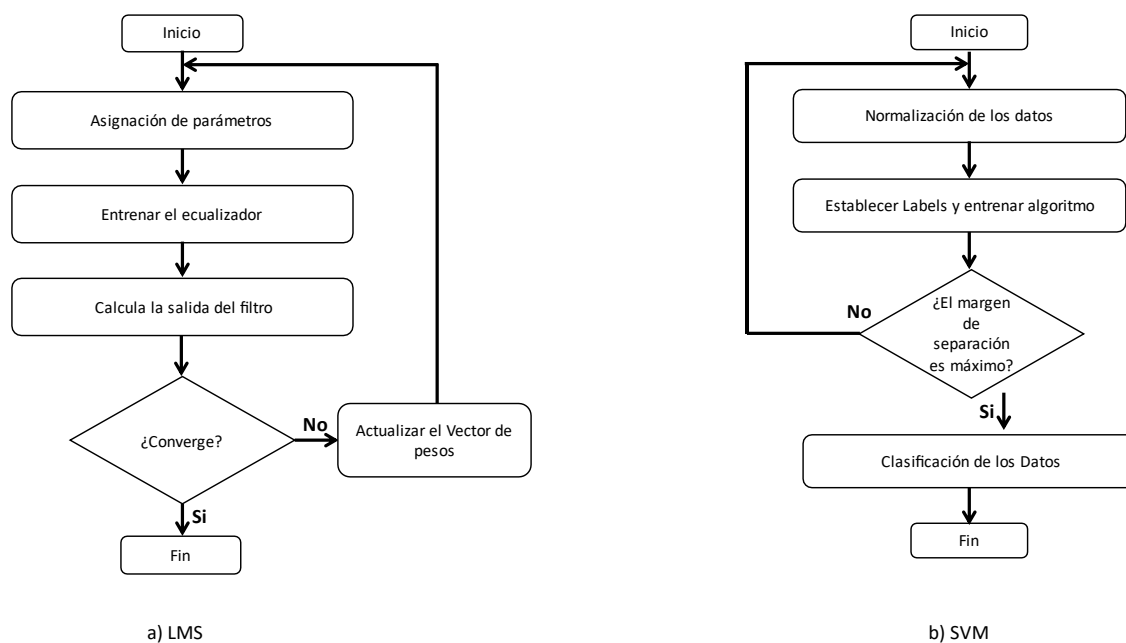 Inicio
Asignación de parámetros
Entrenar el ecualizador
Calcula la salida del filtro
¿Converge?
No
Actualizar el Vector de
pesos
Si
Fin
a) LMS
Inicio
Normalización de los datos
Establecer Labels y entrenar algoritmo
¿El margen
de
separación
es máximo?
No
Si
Clasificación de los Datos
Fin
b) SVM